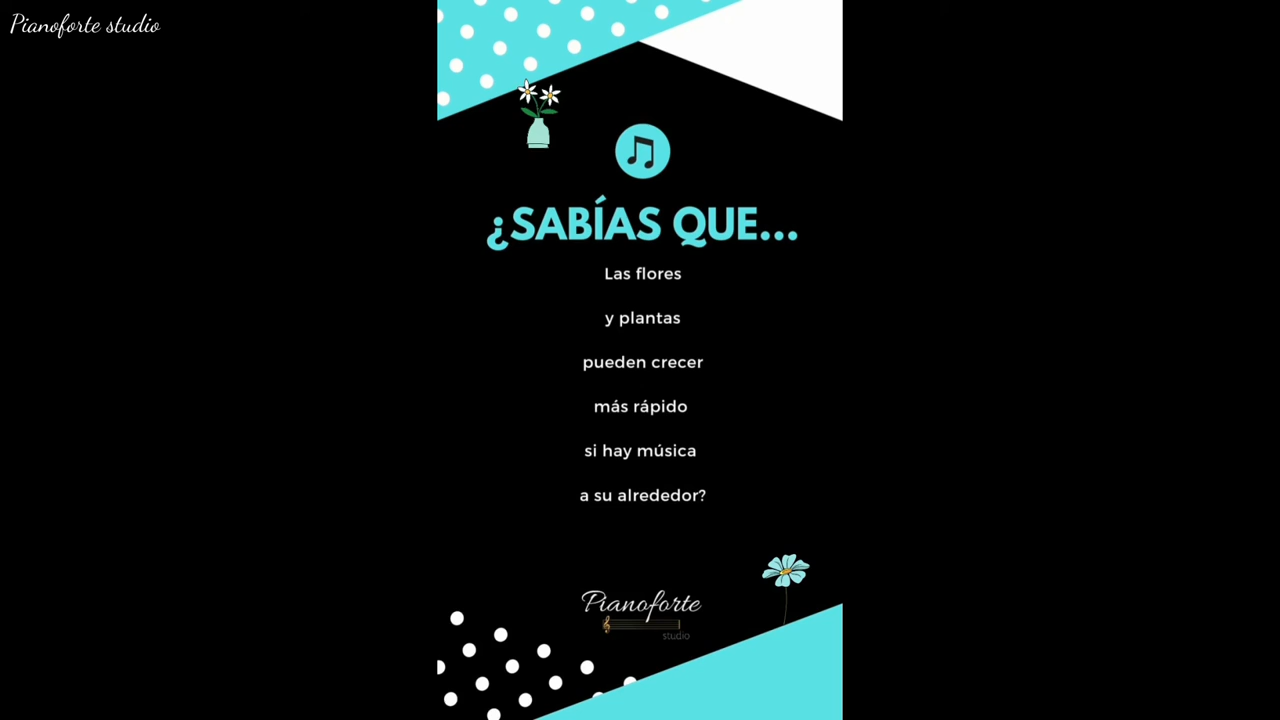 Pianoforte studio
¿SABÍAS QUE...
Las flores
y plantas
pueden crecer
más rápido
si hay música
a su alrededor?
Pianoforte
studio